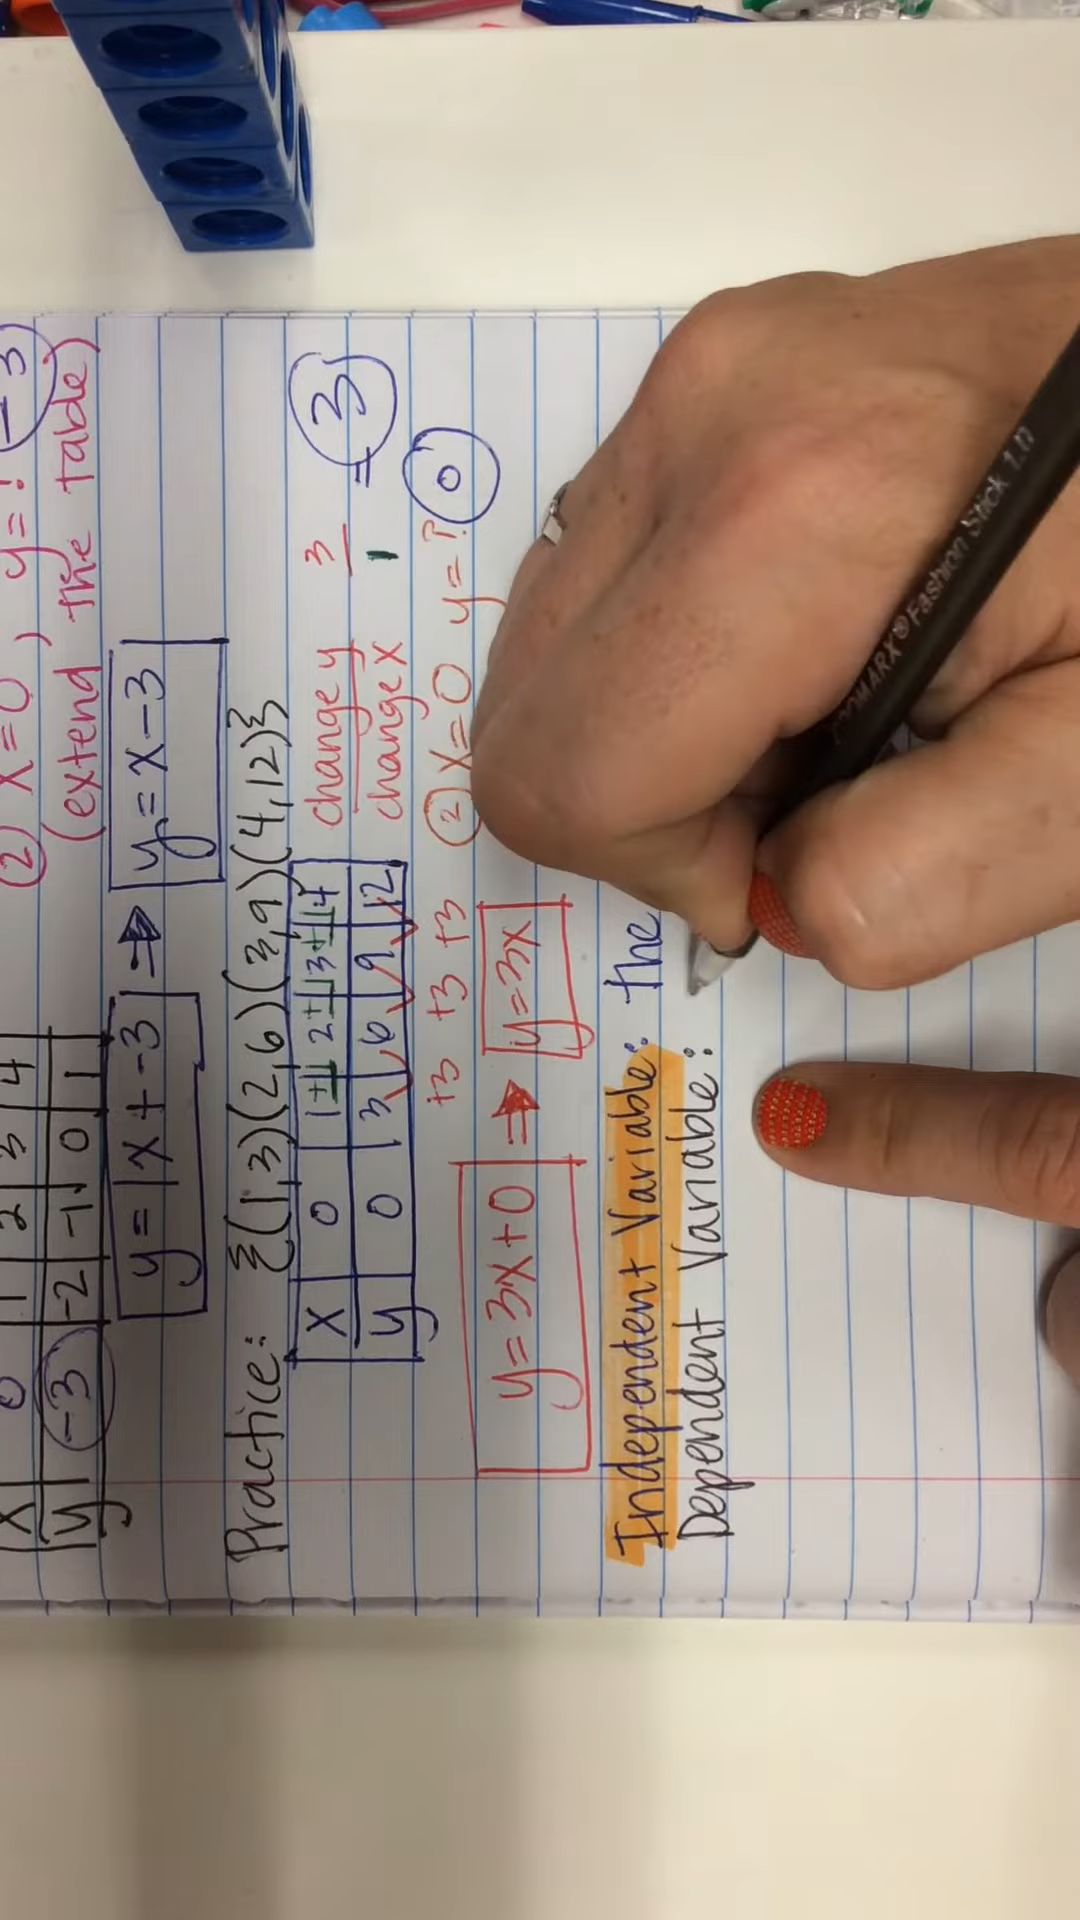 ② x=0, y=? -3
(extend the table)
x | 0 | 1 | 2 | 3 | 4
y | -3 | -2 | -1 | 0 | 1
y = 1x + -3 → y = x-3
Practice: {(1,3)(2,6)(3,9)(4,12)}
x | 0 | 1 +1 2 +1 3 +1 4
y | 0 | 3 | 6 | 9 | 12
change y 3
change x 1 = 3
+3 +3 +3
② x=0 y=? 0
y=3x+0 → y=3x
Independent Variable: the
Dependent Variable:
Fashion Stick 1.0